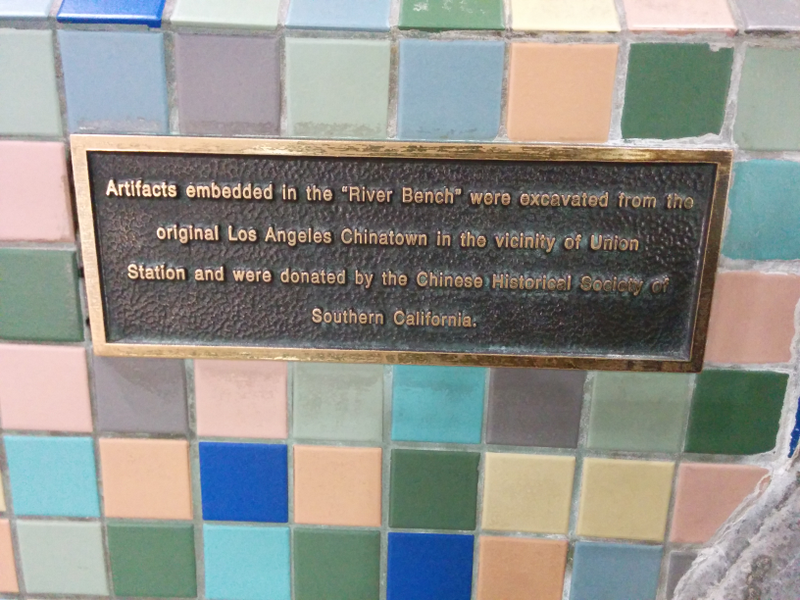 Artifacts embedded in the "River Bench" were excavated from the
original Los Angeles Chinatown in the vicinity of Union
Station and were donated by the Chinese Historical Society of
Southern California.